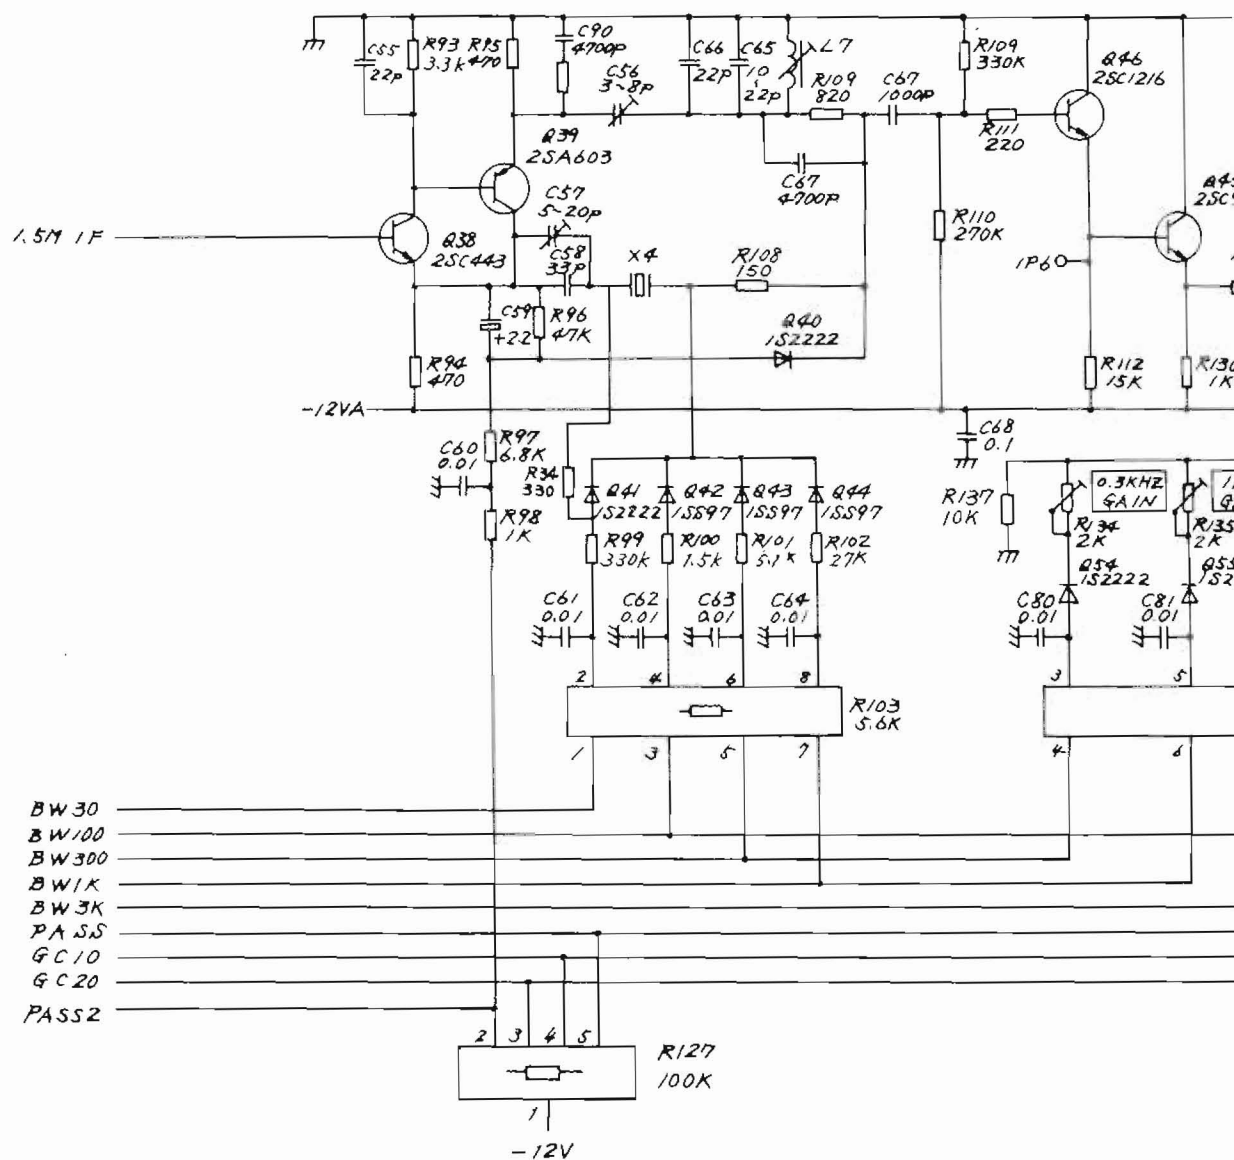 C55
22P
R93
3.3K
R95
470
C90
4700P
C56
3~8P
C66
22P
C65
10
~
22P
L7
R109
820
C67
1000P
R109
330K
R111
220
Q46
2SC1216
Q39
2SA603
C57
5~20P
C58
33P
X4
R108
150
C67
4700P
R110
270K
1.5M IF
Q38
2SC443
C59
+22
R96
47K
Q40
1S2222
R94
470
-12VA
R112
15K
R130
1K
C68
0.1
C60
0.01
R97
6.8K
R98
1K
R34
330
Q41
1S2222
Q42
1SS97
Q43
1SS97
Q44
1SS97
R99
330K
R100
1.5K
R101
5.1K
R102
27K
R137
10K
0.3KHZ
GAIN
R134
2K
R135
2K
Q54
1S2222
Q55
C61
0.01
C62
0.01
C63
0.01
C64
0.01
C80
0.01
C81
0.01
2 4 6 8
R103
5.6K
1 3 5 7
3 5
4 6
BW30
BW100
BW300
BW1K
BW3K
PASS
GC10
GC20
PASS2
2 3 4 5
R127
100K
1
-12V